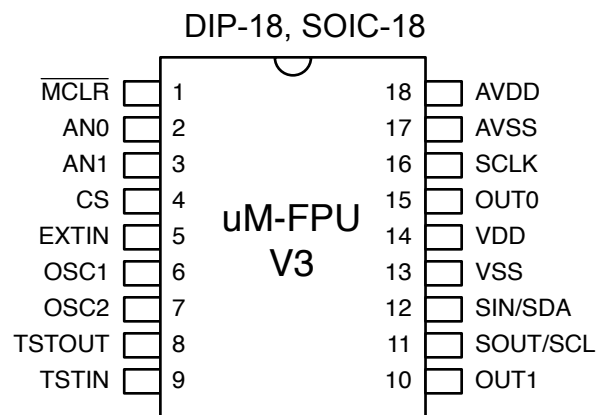 DIP-18, SOIC-18
MCLR 1 18 AVDD
AN0 2 17 AVSS
AN1 3 16 SCLK
CS 4 15 OUT0
EXTIN 5 14 VDD
OSC1 6 13 VSS
OSC2 7 12 SIN/SDA
TSTOUT 8 11 SOUT/SCL
TSTIN 9 10 OUT1
uM-FPU
V3